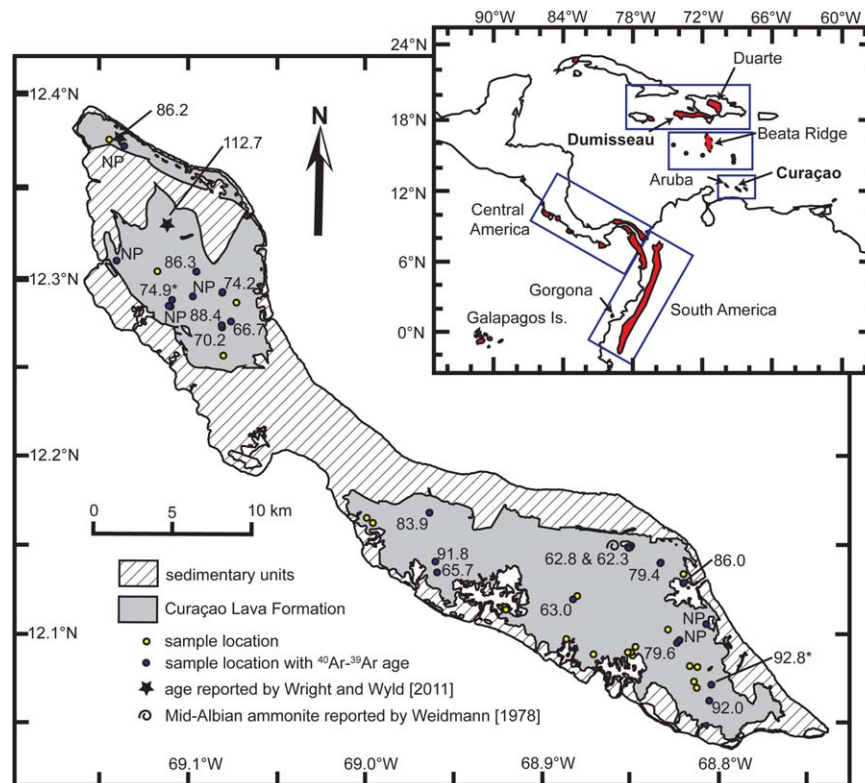 90°W
84°W
78°W
72°W
66°W
60°W
24°N
18°N
12°N
6°N
0°N
Duarte
Dumisseau
Beata Ridge
Aruba
Curaçao
Central
America
Gorgona
South America
Galapagos Is.
12.4°N
12.3°N
12.2°N
12.1°N
N
86.2
NP
112.7
NP
86.3
74.2
74.9*
NP
NP
88.4
66.7
70.2
0 5 10 km
83.9
91.8
65.7
62.8 & 62.3
79.4
86.0
63.0
NP
NP
79.6
92.8*
92.0
sedimentary units
Curaçao Lava Formation
sample location
sample location with ⁴⁰Ar-³⁹Ar age
age reported by Wright and Wyld [2011]
Mid-Albian ammonite reported by Weidmann [1978]
69.1°W
69.0°W
68.9°W
68.8°W